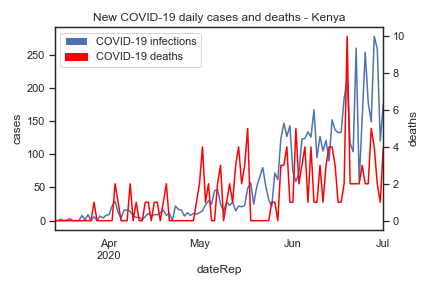 New COVID-19 daily cases and deaths - Kenya
COVID-19 infections
COVID-19 deaths
cases
250
200
150
100
50
0
deaths
10
8
6
4
2
0
Apr
2020
May
Jun
Jul
dateRep